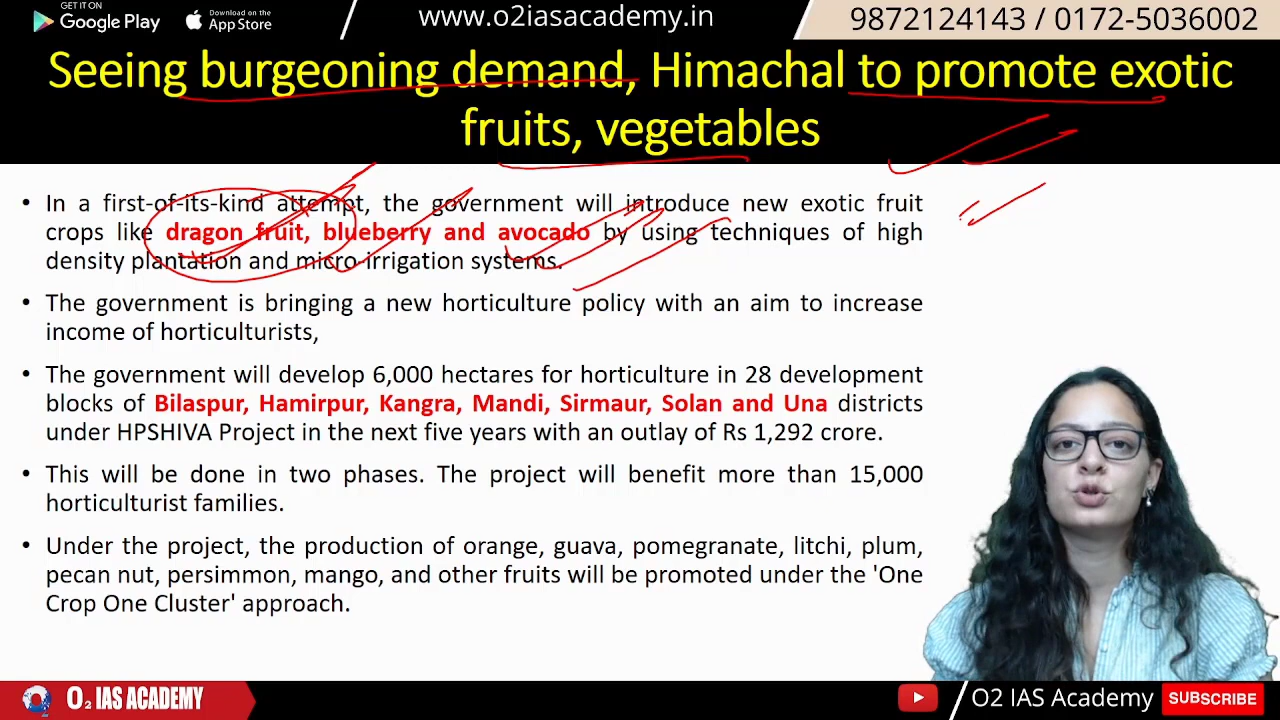 GET IT ON
Google Play
Download on the
App Store
www.o2iasacademy.in
9872124143 / 0172-5036002
Seeing burgeoning demand, Himachal to promote exotic
fruits, vegetables
• In a first-of-its-kind attempt, the government will introduce new exotic fruit
crops like dragon fruit, blueberry and avocado by using techniques of high
density plantation and micro-irrigation systems.
• The government is bringing a new horticulture policy with an aim to increase
income of horticulturists,
• The government will develop 6,000 hectares for horticulture in 28 development
blocks of Bilaspur, Hamirpur, Kangra, Mandi, Sirmaur, Solan and Una districts
under HPSHIVA Project in the next five years with an outlay of Rs 1,292 crore.
• This will be done in two phases. The project will benefit more than 15,000
horticulturist families.
• Under the project, the production of orange, guava, pomegranate, litchi, plum,
pecan nut, persimmon, mango, and other fruits will be promoted under the 'One
Crop One Cluster' approach.
O₂ IAS ACADEMY
O2 IAS Academy
SUBSCRIBE